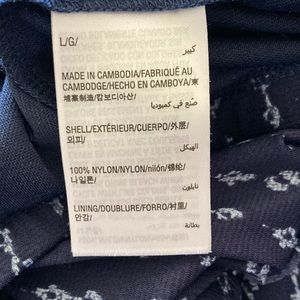 L/G/
كبير
MADE IN CAMBODIA/FABRIQUÉ AU
CAMBODGE/HECHO EN CAMBOYA/柬
埔寨制造/캄보디아산/
صنع في كمبوديا
SHELL/EXTÉRIEUR/CUERPO/外层/
외피/
الهيكل
100% NYLON/NYLON/nilón/锦纶/
나일론/
نايلون
LINING/DOUBLURE/FORRO/衬里/
안감/
بطانة